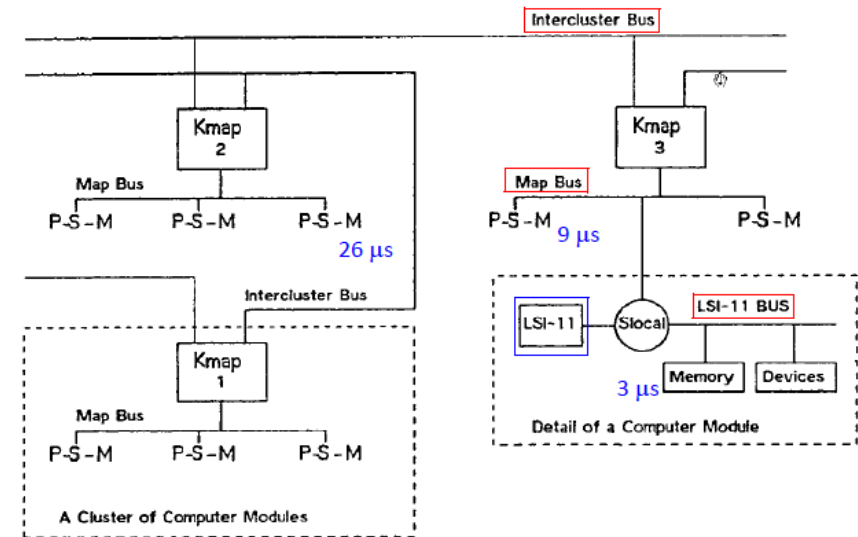 Intercluster Bus
Kmap
2
Kmap
3
Map Bus
P-S-M P-S-M P-S-M
26 µs
Map Bus
P-S-M P-S-M
9 µs
Intercluster Bus
LSI-11 Slocal LSI-11 BUS
3 µs Memory Devices
Detail of a Computer Module
Kmap
1
Map Bus
P-S-M P-S-M P-S-M
A Cluster of Computer Modules